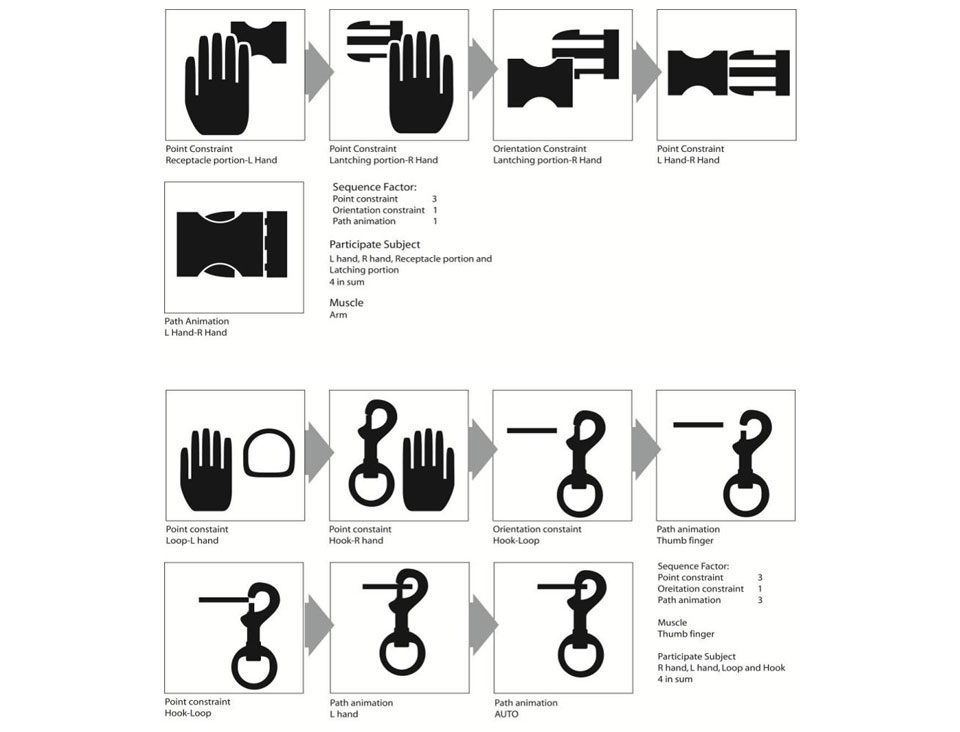 Point Constraint
Receptacle portion-L Hand
Point Constraint
Lantching portion-R Hand
Orientation Constraint
Lantching portion-R Hand
Point Constraint
L Hand-R Hand
Path Animation
L Hand-R Hand
Sequence Factor:
Point constraint 3
Orientation constraint 1
Path animation 1
Participate Subject
L hand, R hand, Receptacle portion and
Latching portion
4 in sum
Muscle
Arm
Point constaint
Loop-L hand
Point constaint
Hook-R hand
Orientation constaint
Hook-Loop
Path animation
Thumb finger
Point constraint
Hook-Loop
Path animation
L hand
Path animation
AUTO
Sequence Factor:
Point constraint 3
Oreitation constraint 1
Path animation 3
Muscle
Thumb finger
Participate Subject
R hand, L hand, Loop and Hook
4 in sum